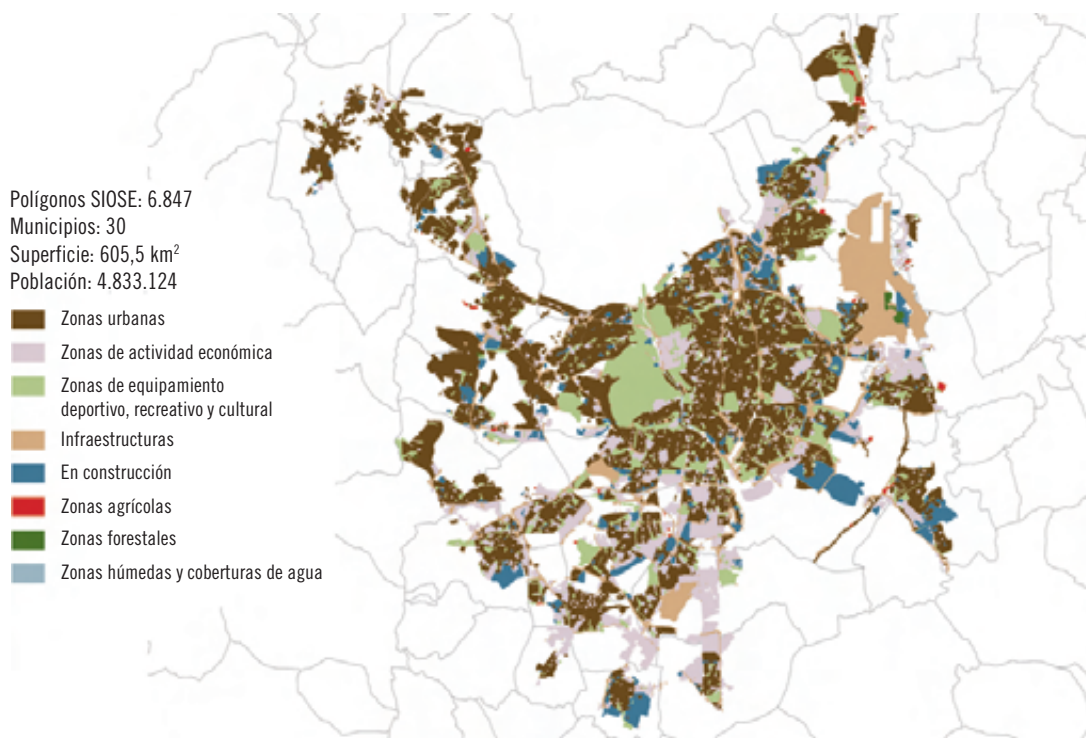 Polígonos SIOSE: 6.847
Municipios: 30
Superficie: 605,5 km²
Población: 4.833.124
Zonas urbanas
Zonas de actividad económica
Zonas de equipamiento
deportivo, recreativo y cultural
Infraestructuras
En construcción
Zonas agrícolas
Zonas forestales
Zonas húmedas y coberturas de agua